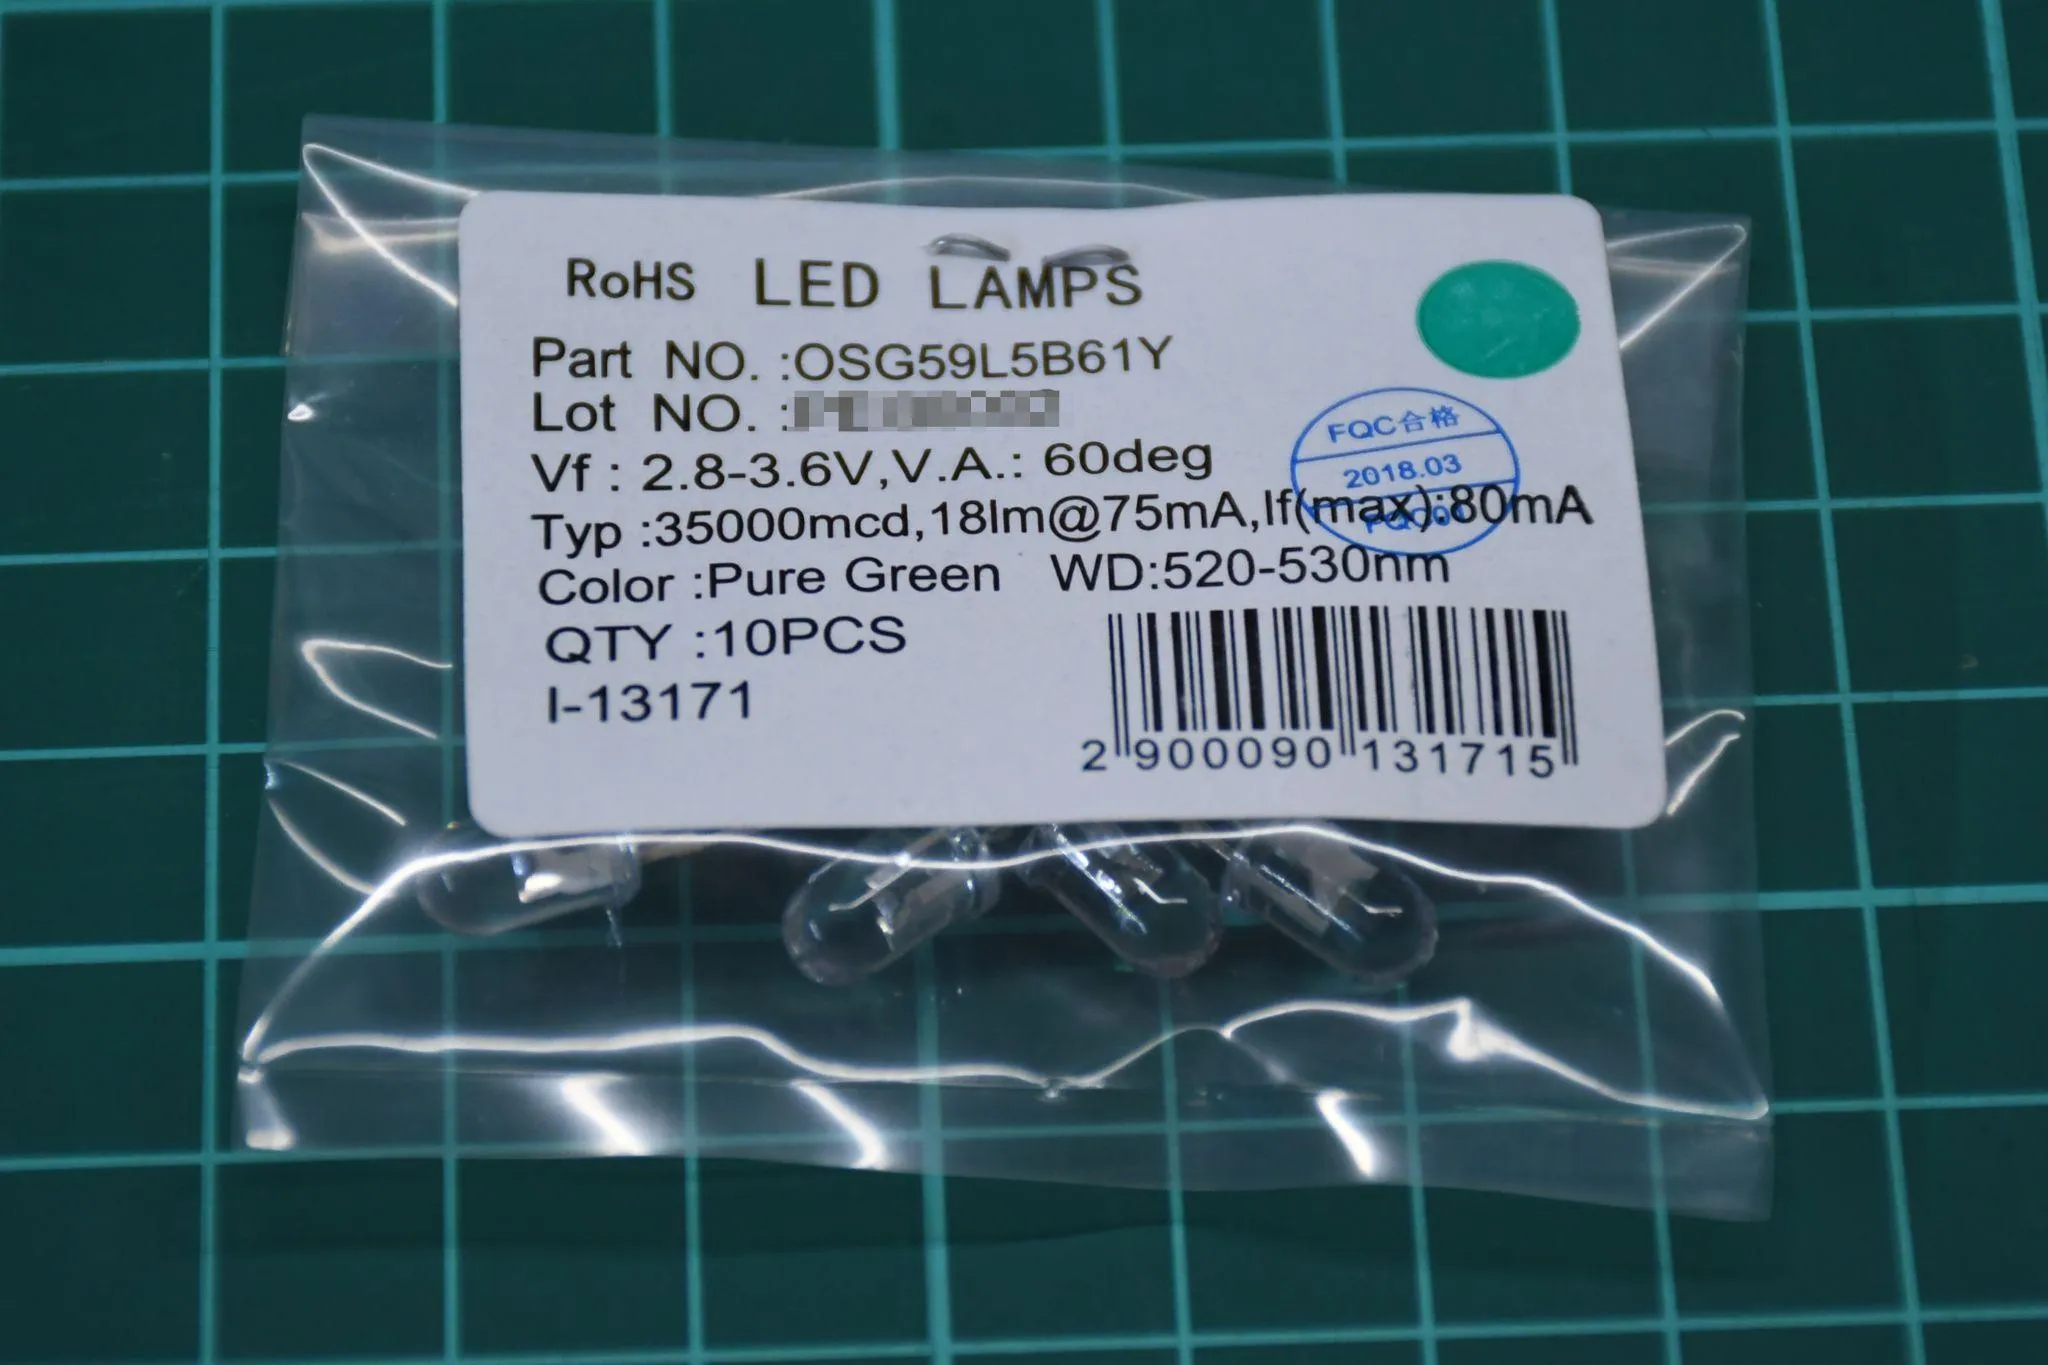 RoHS LED LAMPS
Part NO. :OSG59L5B61Y
Lot NO. :
FQC合格
2018.03
Vf : 2.8-3.6V,V.A.: 60deg
Typ :35000mcd,18lm@75mA,If(max):80mA
Color :Pure Green WD:520-530nm
QTY :10PCS
I-13171
2 900090 131715